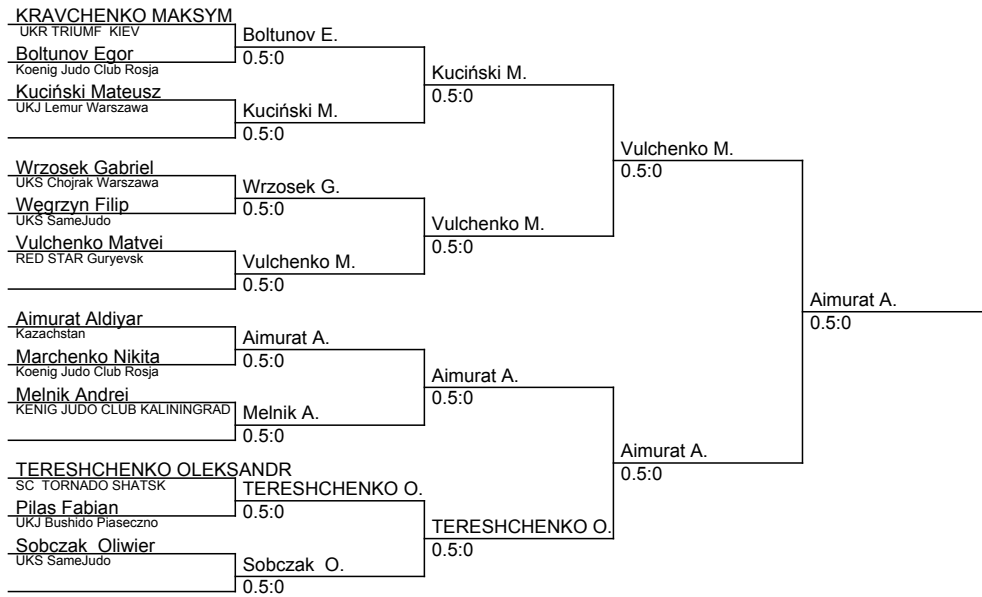 KRAVCHENKO MAKSYM
UKR TRIUMF KIEV
Boltunov Egor
Koenig Judo Club Rosja
Kuciński Mateusz
UKJ Lemur Warszawa
Wrzosek Gabriel
UKS Chojrak Warszawa
Węgrzyn Filip
UKS SameJudo
Vulchenko Matvei
RED STAR Guryevsk
Aimurat Aldiyar
Kazachstan
Marchenko Nikita
Koenig Judo Club Rosja
Melnik Andrei
KENIG JUDO CLUB KALININGRAD
TERESHCHENKO OLEKSANDR
SC TORNADO SHATSK
Pilas Fabian
UKJ Bushido Piaseczno
Sobczak Oliwier
UKS SameJudo
Boltunov E.
0.5:0
Kuciński M.
0.5:0
Wrzosek G.
0.5:0
Vulchenko M.
0.5:0
Aimurat A.
0.5:0
Melnik A.
0.5:0
TERESHCHENKO O.
0.5:0
Sobczak O.
0.5:0
Kuciński M.
0.5:0
Vulchenko M.
0.5:0
Aimurat A.
0.5:0
TERESHCHENKO O.
0.5:0
Vulchenko M.
0.5:0
Aimurat A.
0.5:0
Aimurat A.
0.5:0